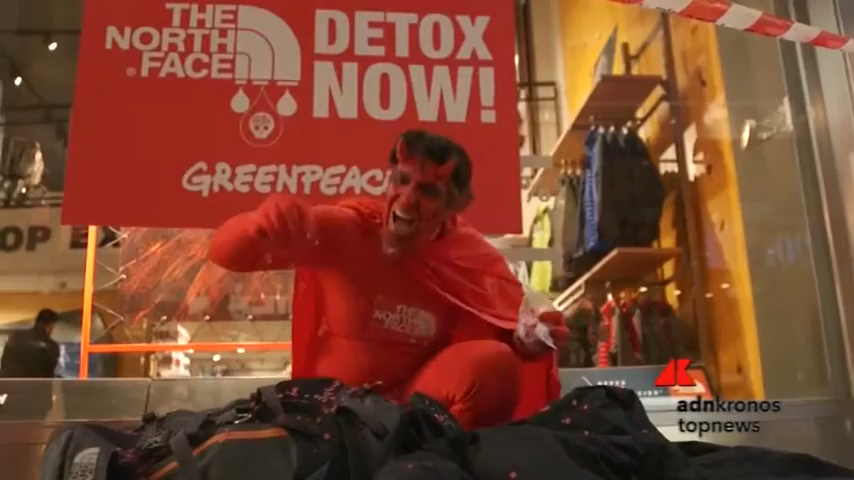 THE
NORTH
FACE
DETOX
NOW!
GREENPEACE
THE
NORTH
FACE
adnkronos
topnews